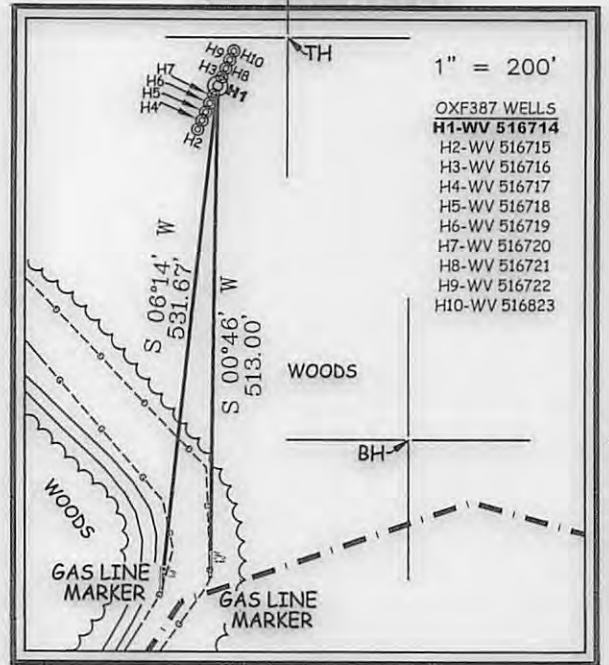 H9
H10
H7
H3
H8
TH
H6
H5
H1
H4
H2
1" = 200'
OXF387 WELLS
H1-WV 516714
H2-WV 516715
H3-WV 516716
H4-WV 516717
H5-WV 516718
H6-WV 516719
H7-WV 516720
H8-WV 516721
H9-WV 516722
H10-WV 516823
S 06°14' W
531.67'
S 00°46' W
513.00'
WOODS
BH
WOODS
GAS LINE
MARKER
GAS LINE
MARKER